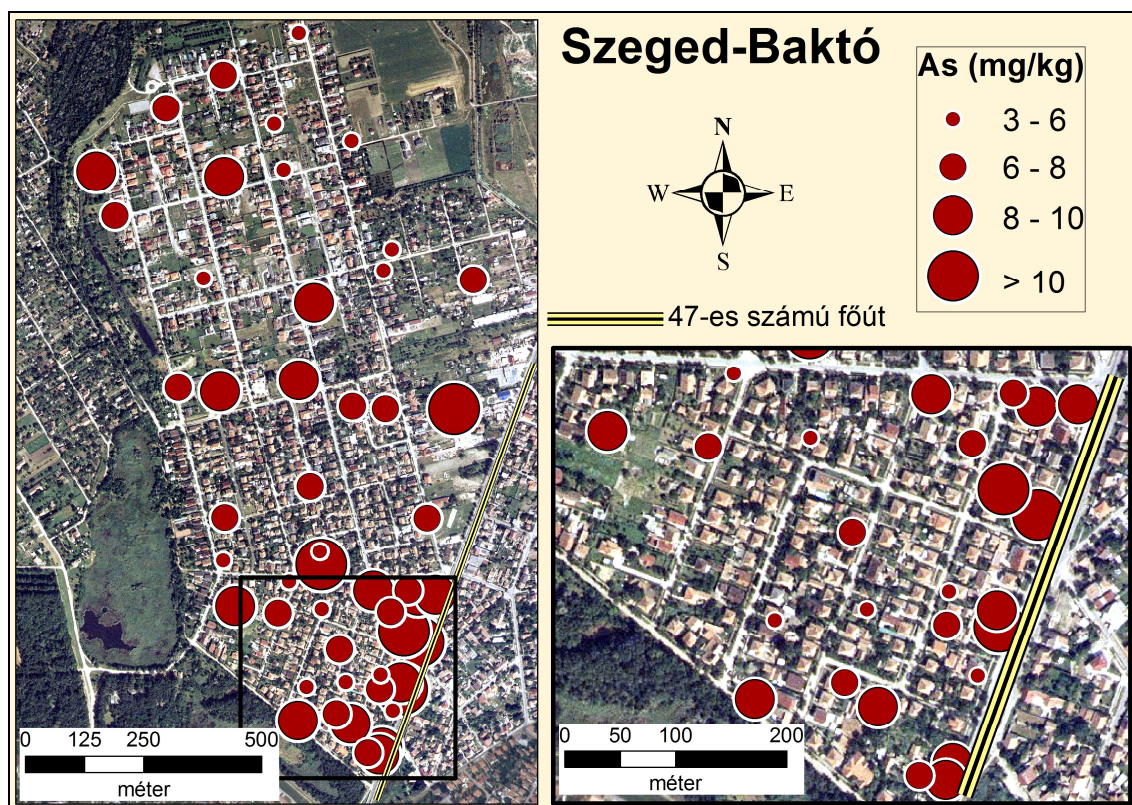 Szeged-Baktó
As (mg/kg)
3 - 6
6 - 8
8 - 10
> 10
N
W E
S
47-es számú főút
0 125 250 500
méter
0 50 100 200
méter